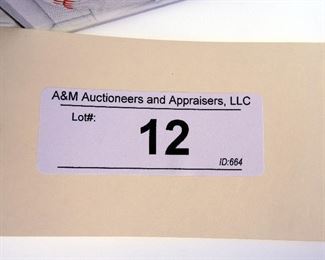 A&M Auctioneers and Appraisers, LLC
Lot#:
12
ID:664